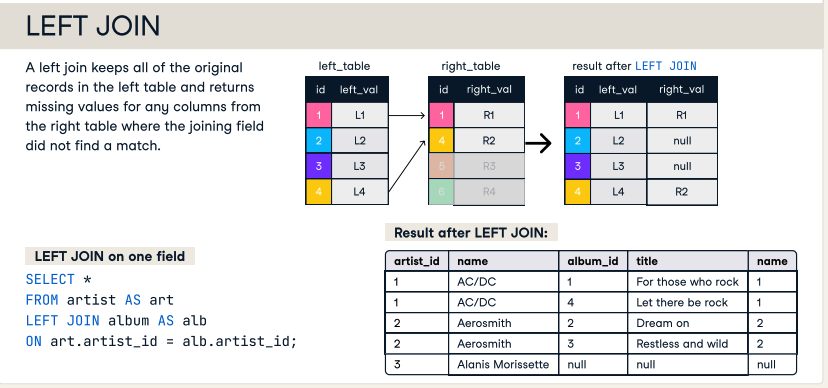 LEFT JOIN
A left join keeps all of the original
records in the left table and returns
missing values for any columns from
the right table where the joining field
did not find a match.
left_table
id left_val
1 L1
2 L2
3 L3
4 L4
right_table
id right_val
1 R1
4 R2
5 R3
6 R4
result after LEFT JOIN
id left_val right_val
1 L1 R1
2 L2 null
3 L3 null
4 L4 R2
LEFT JOIN on one field
SELECT *
FROM artist AS art
LEFT JOIN album AS alb
ON art.artist_id = alb.artist_id;
Result after LEFT JOIN:
artist_id name album_id title name
1 AC/DC 1 For those who rock 1
1 AC/DC 4 Let there be rock 1
2 Aerosmith 2 Dream on 2
2 Aerosmith 3 Restless and wild 2
3 Alanis Morissette null null null